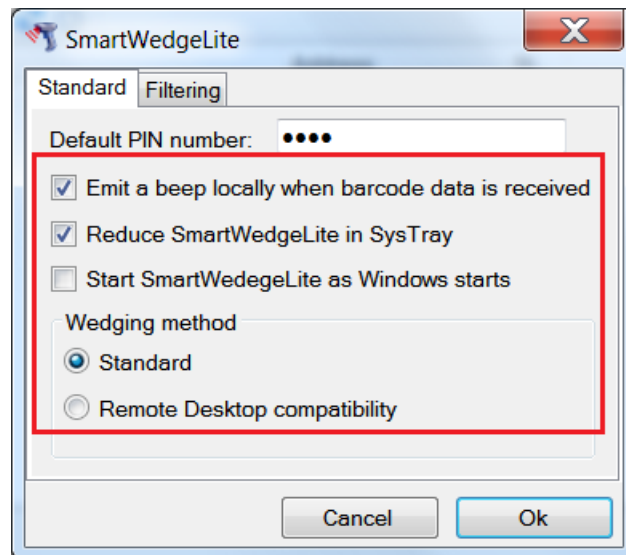 SmartWedgeLite
Standard Filtering
Default PIN number: ••••
Emit a beep locally when barcode data is received
Reduce SmartWedgeLite in SysTray
Start SmartWedegeLite as Windows starts
Wedging method
Standard
Remote Desktop compatibility
Cancel Ok